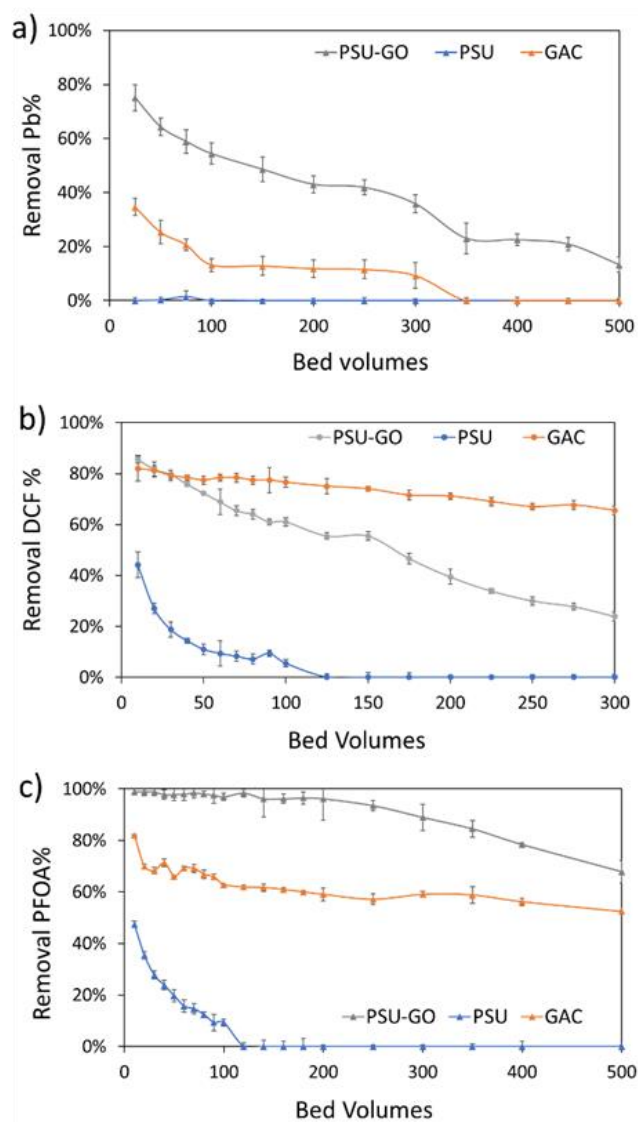 a)
100%
80%
60%
40%
20%
0%
Removal Pb%
PSU-GO PSU GAC
0 100 200 300 400 500
Bed volumes
b)
100%
80%
60%
40%
20%
0%
Removal DCF %
PSU-GO PSU GAC
0 50 100 150 200 250 300
Bed Volumes
c)
100%
80%
60%
40%
20%
0%
Removal PFOA%
PSU-GO PSU GAC
0 100 200 300 400 500
Bed Volumes